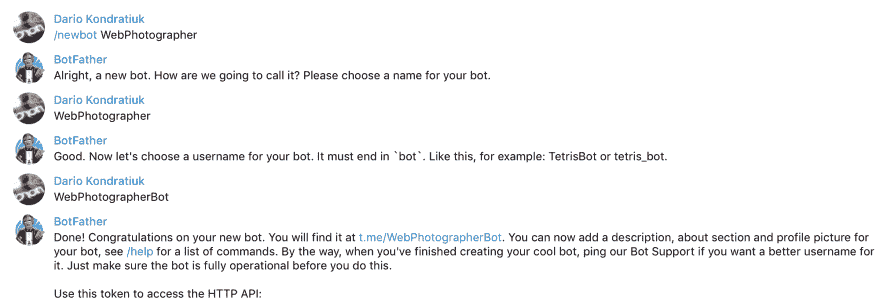 Dario Kondratiuk
/newbot WebPhotographer
BotFather
Alright, a new bot. How are we going to call it? Please choose a name for your bot.
Dario Kondratiuk
WebPhotographer
BotFather
Good. Now let's choose a username for your bot. It must end in `bot`. Like this, for example: TetrisBot or tetris_bot.
Dario Kondratiuk
WebPhotographerBot
BotFather
Done! Congratulations on your new bot. You will find it at t.me/WebPhotographerBot. You can now add a description, about section and profile picture for
your bot, see /help for a list of commands. By the way, when you've finished creating your cool bot, ping our Bot Support if you want a better username for
it. Just make sure the bot is fully operational before you do this.
Use this token to access the HTTP API: